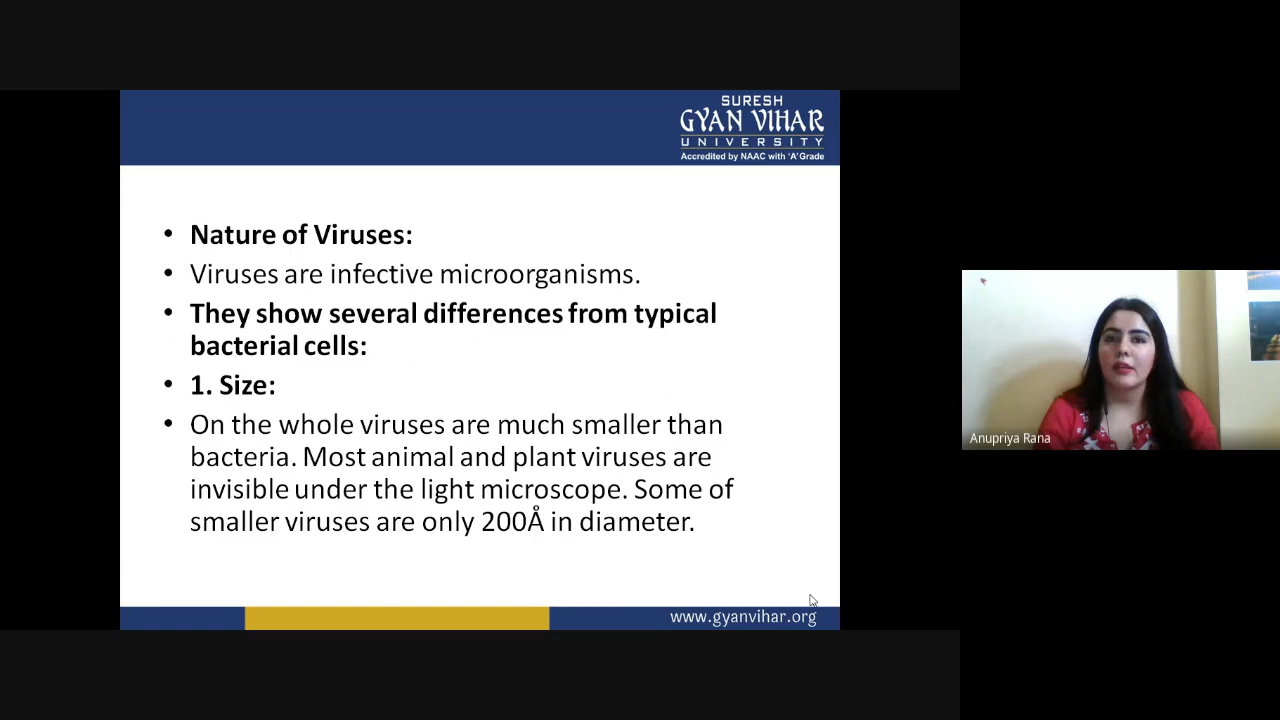 SURESH
GYAN VIHAR
UNIVERSITY
Accredited by NAAC with 'A' Grade
• Nature of Viruses:
• Viruses are infective microorganisms.
• They show several differences from typical
bacterial cells:
• 1. Size:
• On the whole viruses are much smaller than
bacteria. Most animal and plant viruses are
invisible under the light microscope. Some of
smaller viruses are only 200Å in diameter.
www.gyanvihar.org
Anupriya Rana